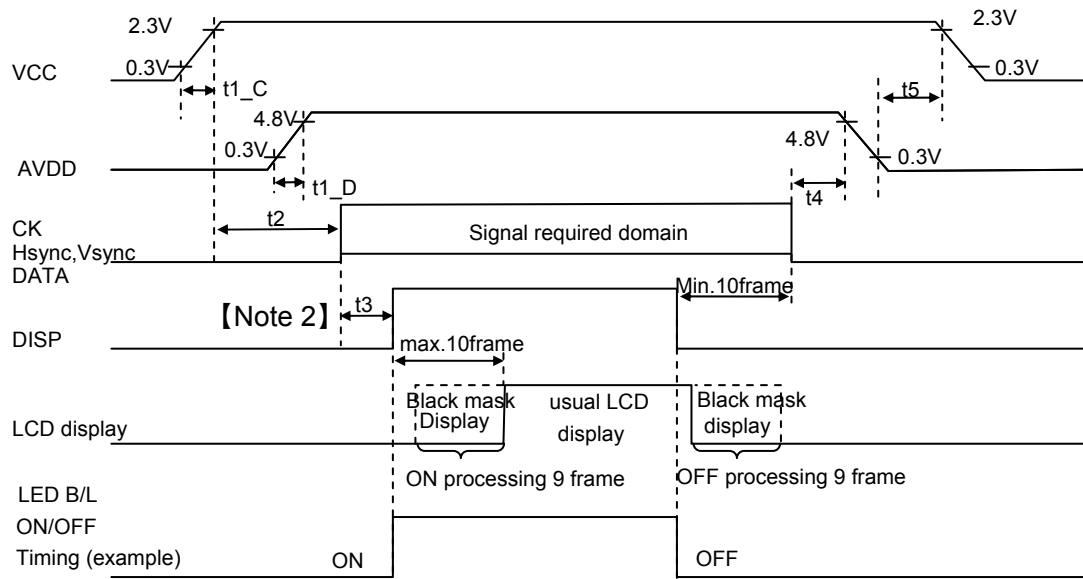 2.3V
2.3V
VCC
0.3V
t1_C
t5
0.3V
4.8V
4.8V
0.3V
0.3V
AVDD
t1_D
t4
t2
CK
Hsync,Vsync
DATA
Signal required domain
Min.10frame
【Note 2】
t3
DISP
max.10frame
Black mask
Display
usual LCD
display
Black mask
display
LCD display
ON processing 9 frame
OFF processing 9 frame
LED B/L
ON/OFF
Timing (example)
ON
OFF